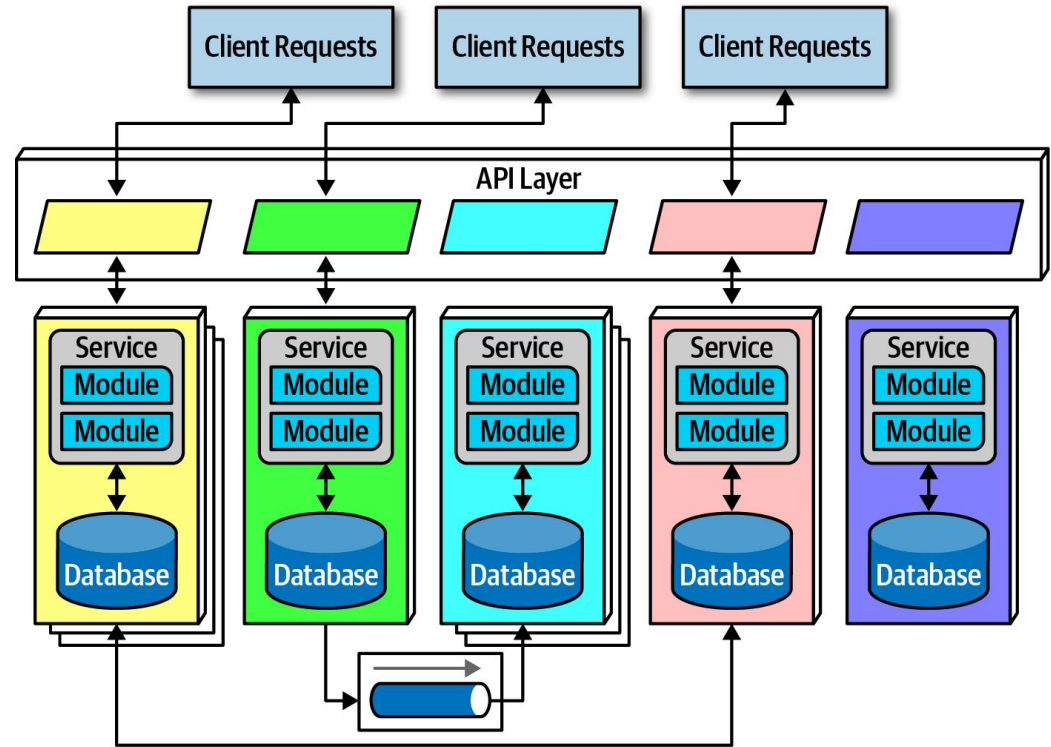 Client Requests
Client Requests
Client Requests
API Layer
Service
Module
Module
Database
Service
Module
Module
Database
Service
Module
Module
Database
Service
Module
Module
Database
Service
Module
Module
Database